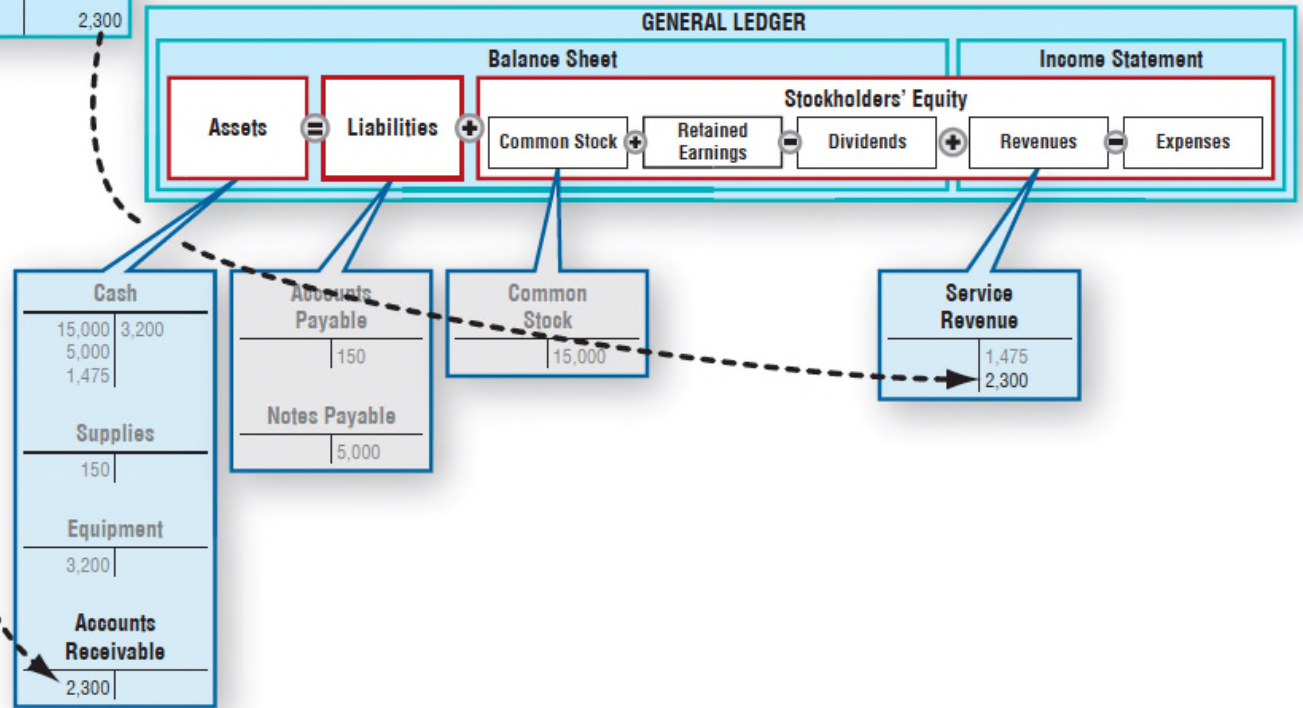 2,300
GENERAL LEDGER
Balance Sheet
Income Statement
Stockholders' Equity
Assets
=
Liabilities
+
Common Stock
+
Retained
Earnings
-
Dividends
+
Revenues
-
Expenses
Cash
15,000 3,200
5,000
1,475
Supplies
150
Equipment
3,200
Accounts
Receivable
2,300
Accounts
Payable
150
Notes Payable
5,000
Common
Stock
15,000
Service
Revenue
1,475
2,300